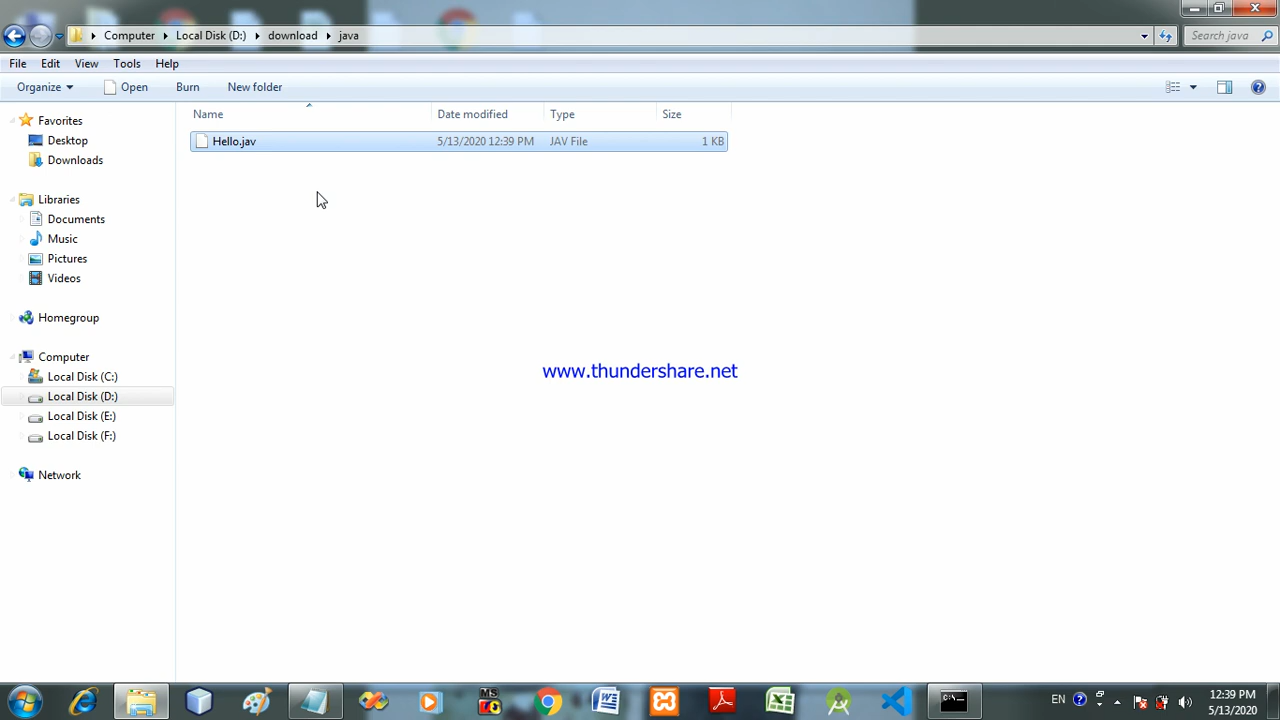 Computer Local Disk (D:) download java
Search java
File Edit View Tools Help
Organize Open Burn New folder
Name Date modified Type Size
Hello.jav 5/13/2020 12:39 PM JAV File 1 KB
Favorites
Desktop
Downloads
Libraries
Documents
Music
Pictures
Videos
Homegroup
Computer
Local Disk (C:)
Local Disk (D:)
Local Disk (E:)
Local Disk (F:)
Network
www.thundershare.net
MS
EN
12:39 PM
5/13/2020